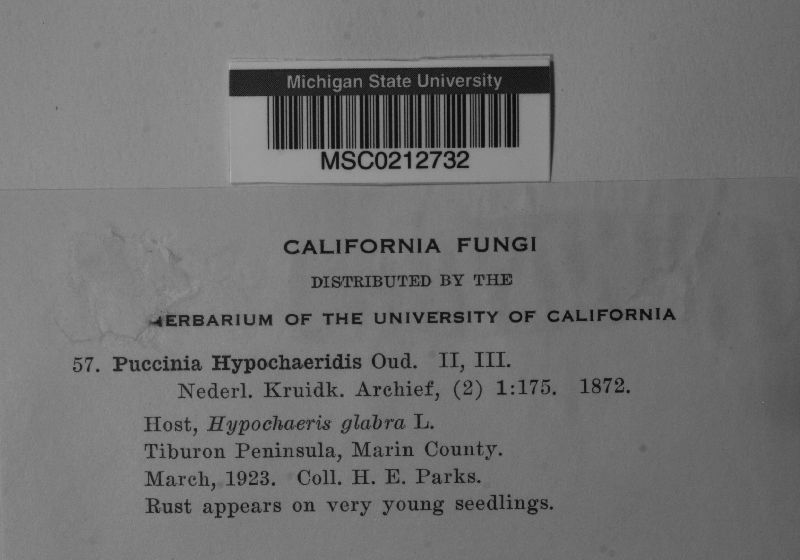 Michigan State University
MSC0212732
CALIFORNIA FUNGI
DISTRIBUTED BY THE
HERBARIUM OF THE UNIVERSITY OF CALIFORNIA
57. Puccinia Hypochaeridis Oud. II, III.
Nederl. Kruidk. Archief, (2) 1:175. 1872.
Host, Hypochaeris glabra L.
Tiburon Peninsula, Marin County.
March, 1923. Coll. H. E. Parks.
Rust appears on very young seedlings.